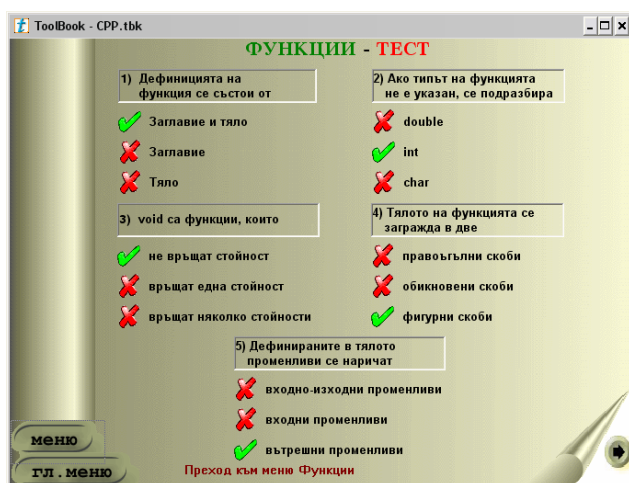 ToolBook - CPP.tbk
ФУНКЦИИ - ТЕСТ
1) Дефиницията на
функция се състои от
Заглавие и тяло
Заглавие
Тяло
2) Ако типът на функцията
не е указан, се подразбира
double
int
char
3) void са функции, които
не връщат стойност
връщат една стойност
връщат няколко стойности
4) Тялото на функцията се
загражда в две
правоъгълни скоби
обикновени скоби
фигурни скоби
5) Дефинираните в тялото
променливи се наричат
входно-изходни променливи
входни променливи
вътрешни променливи
меню
гл.меню
Преход към меню Функции